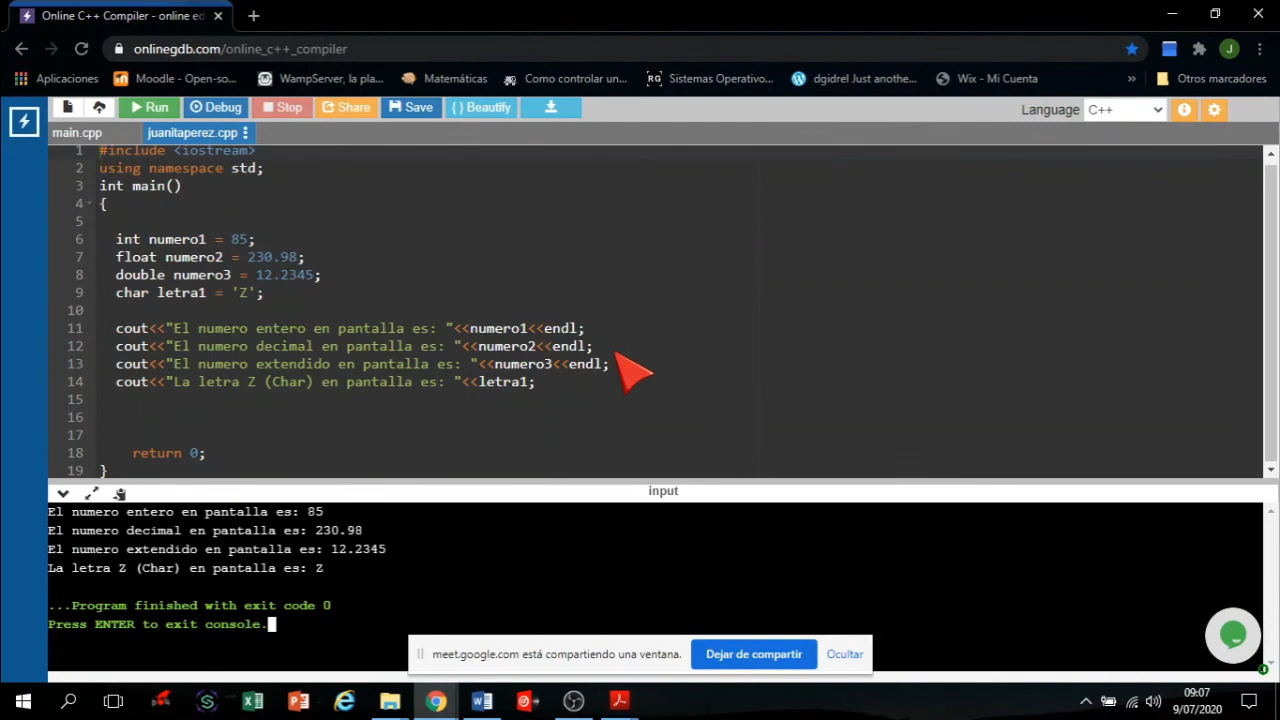 Online C++ Compiler - online ed
onlinegdb.com/online_c++_compiler
J
Aplicaciones Moodle - Open-so... WampServer, la pla... Matemáticas Como controlar un... RG Sistemas Operativo... dgidrel Just anothe... Wix - Mi Cuenta » Otros marcadores
Run Debug Stop Share Save { } Beautify Language C++
main.cpp juanitaperez.cpp
1 #include <iostream>
2 using namespace std;
3 int main()
4 {
5
6 int numero1 = 85;
7 float numero2 = 230.98;
8 double numero3 = 12.2345;
9 char letra1 = 'Z';
10
11 cout<<"El numero entero en pantalla es: "<<numero1<<endl;
12 cout<<"El numero decimal en pantalla es: "<<numero2<<endl;
13 cout<<"El numero extendido en pantalla es: "<<numero3<<endl;
14 cout<<"La letra Z (Char) en pantalla es: "<<letra1;
15
16
17
18 return 0;
19 }
input
El numero entero en pantalla es: 85
El numero decimal en pantalla es: 230.98
El numero extendido en pantalla es: 12.2345
La letra Z (Char) en pantalla es: Z
...Program finished with exit code 0
Press ENTER to exit console.
meet.google.com está compartiendo una ventana. Dejar de compartir Ocultar
09:07
9/07/2020